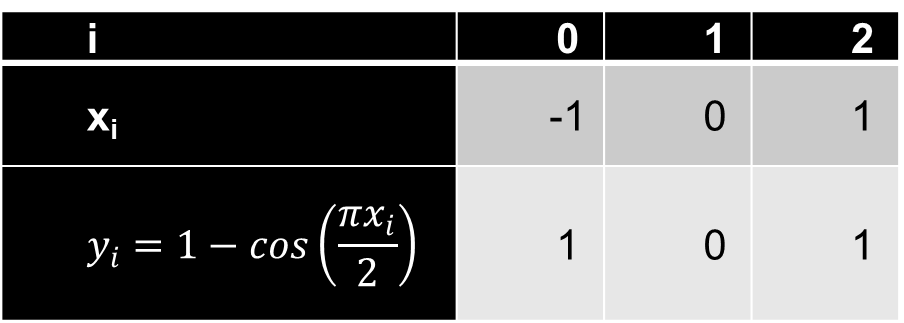 i 0 1 2
xᵢ -1 0 1
yᵢ = 1 − cos(πxᵢ/2) 1 0 1